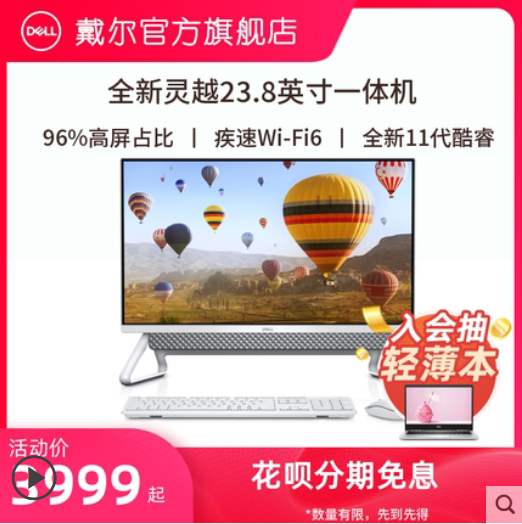 DELL 戴尔官方旗舰店
全新灵越23.8英寸一体机
96%高屏占比 | 疾速Wi-Fi6 | 全新11代酷睿
DELL
入会抽
轻薄本
活动价
3999起
花呗分期免息
*数量有限，先到先得